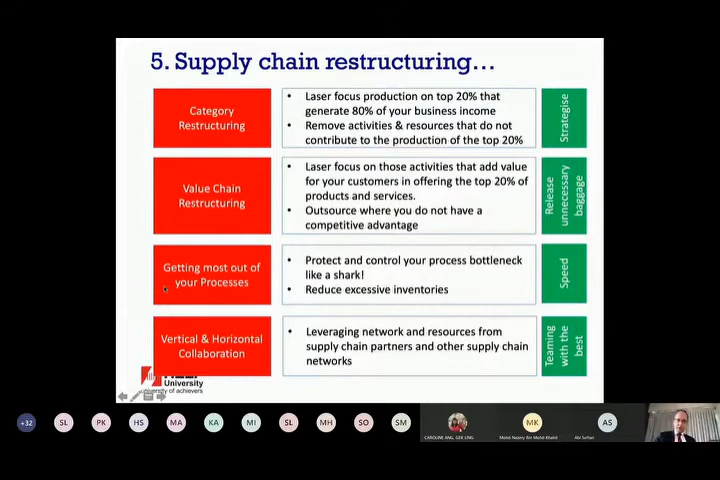 5. Supply chain restructuring...
Category
Restructuring
• Laser focus production on top 20% that
generate 80% of your business income
• Remove activities & resources that do not
contribute to the production of the top 20%
Strategise
Value Chain
Restructuring
• Laser focus on those activities that add value
for your customers in offering the top 20% of
products and services.
• Outsource where you do not have a
competitive advantage
Release
unnecessary
baggage
Getting most out of
your Processes
• Protect and control your process bottleneck
like a shark!
• Reduce excessive inventories
Speed
Vertical & Horizontal
Collaboration
• Leveraging network and resources from
supply chain partners and other supply chain
networks
Teaming
with the
best
University
university of achievers
+32
SL
PK
HS
MA
KA
MI
SL
MH
SO
SM
MK
AS
CAROLINE ANG, GEK LING
Mohd Nazery Bin Mohd Khalid